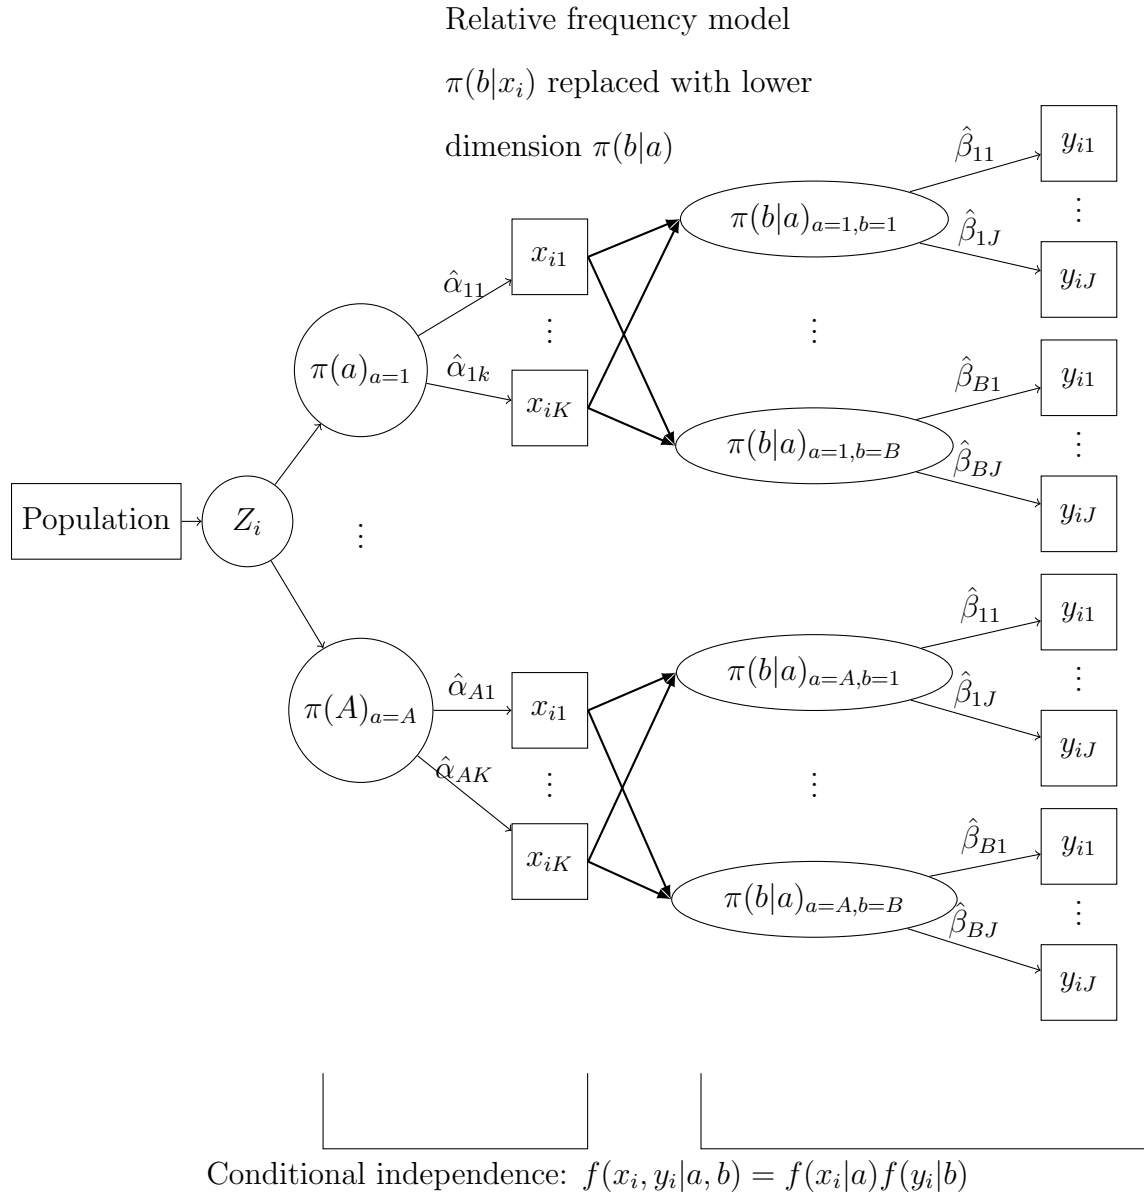 Relative frequency model
π(b|x_i) replaced with lower
dimension π(b|a)
β̂_{11}
y_{i1}
⋮
π(b|a)_{a=1,b=1}
β̂_{1J}
y_{iJ}
x_{i1}
α̂_{11}
⋮
⋮
π(a)_{a=1}
α̂_{1k}
x_{iK}
β̂_{B1}
y_{i1}
⋮
π(b|a)_{a=1,b=B}
β̂_{BJ}
y_{iJ}
Population
Z_i
⋮
β̂_{11}
y_{i1}
⋮
π(b|a)_{a=A,b=1}
β̂_{1J}
y_{iJ}
π(A)_{a=A}
α̂_{A1}
x_{i1}
⋮
⋮
α̂_{AK}
x_{iK}
β̂_{B1}
y_{i1}
⋮
π(b|a)_{a=A,b=B}
β̂_{BJ}
y_{iJ}
Conditional independence: f(x_i, y_i|a, b) = f(x_i|a)f(y_i|b)